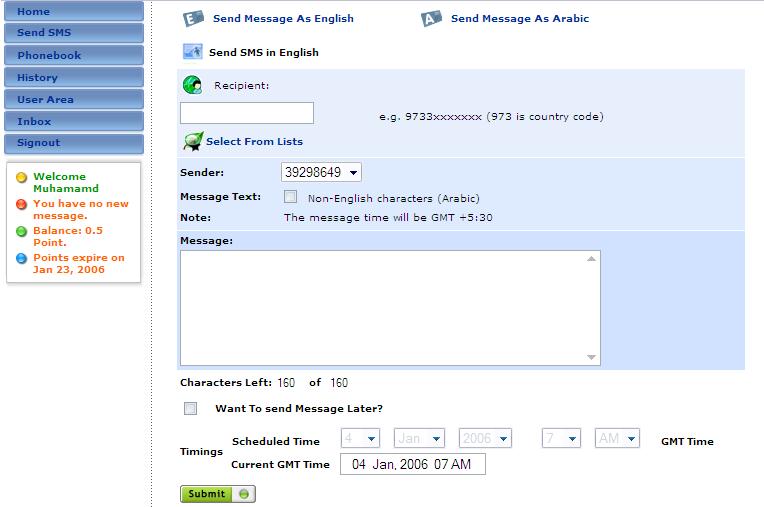 Home
Send SMS
Phonebook
History
User Area
Inbox
Signout
Welcome
Muhamamd
You have no new
message.
Balance: 0.5
Point.
Points expire on
Jan 23, 2006
Send Message As English
Send Message As Arabic
Send SMS in English
Recipient:
e.g. 9733xxxxxxx (973 is country code)
Select From Lists
Sender: 39298649
Message Text: Non-English characters (Arabic)
Note: The message time will be GMT +5:30
Message:
Characters Left: 160 of 160
Want To send Message Later?
Timings
Scheduled Time 4 Jan 2006 7 AM GMT Time
Current GMT Time 04 Jan, 2006 07 AM
Submit